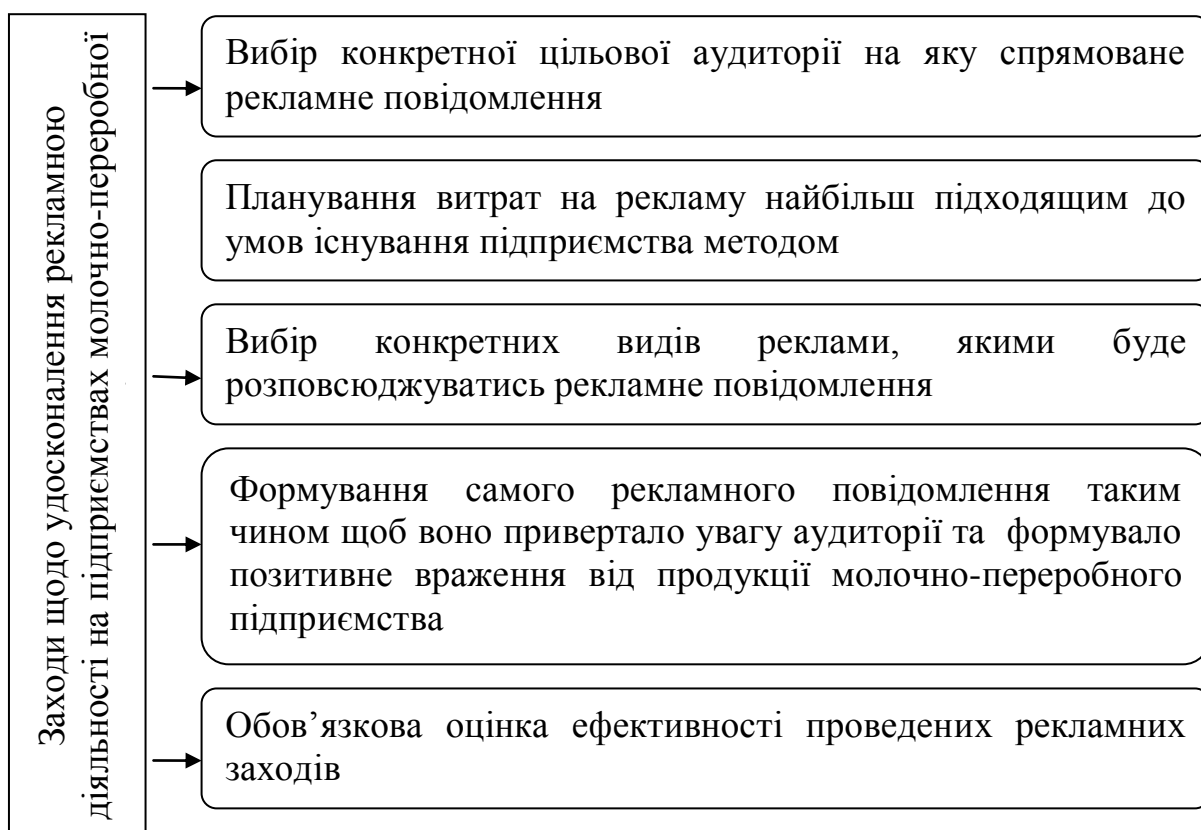 Заходи щодо удосконалення рекламною
діяльності на підприємствах молочно-переробної
Вибір конкретної цільової аудиторії на яку спрямоване
рекламне повідомлення
Планування витрат на рекламу найбільш підходящим до
умов існування підприємства методом
Вибір конкретних видів реклами, якими буде
розповсюджуватись рекламне повідомлення
Формування самого рекламного повідомлення таким
чином щоб воно привертало увагу аудиторії та формувало
позитивне враження від продукції молочно-переробного
підприємства
Обов’язкова оцінка ефективності проведених рекламних
заходів